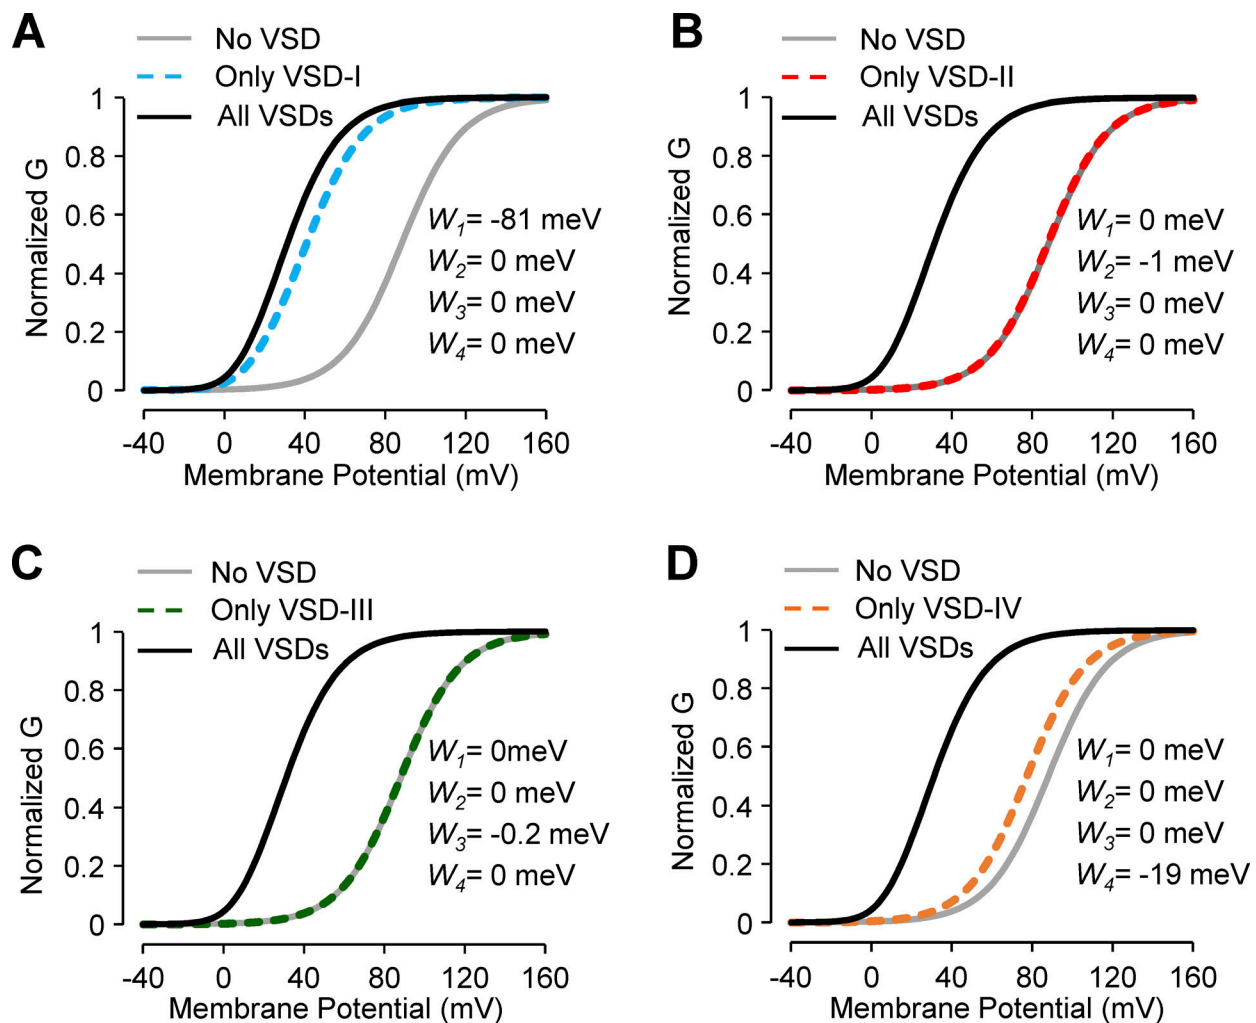 A
No VSD
Only VSD-I
All VSDs
1
0.8
0.6
0.4
0.2
0
Normalized G
W1= -81 meV
W2= 0 meV
W3= 0 meV
W4= 0 meV
-40 0 40 80 120 160
Membrane Potential (mV)
B
No VSD
Only VSD-II
All VSDs
1
0.8
0.6
0.4
0.2
0
Normalized G
W1= 0 meV
W2= -1 meV
W3= 0 meV
W4= 0 meV
-40 0 40 80 120 160
Membrane Potential (mV)
C
No VSD
Only VSD-III
All VSDs
1
0.8
0.6
0.4
0.2
0
Normalized G
W1= 0meV
W2= 0 meV
W3= -0.2 meV
W4= 0 meV
-40 0 40 80 120 160
Membrane Potential (mV)
D
No VSD
Only VSD-IV
All VSDs
1
0.8
0.6
0.4
0.2
0
Normalized G
W1= 0 meV
W2= 0 meV
W3= 0 meV
W4= -19 meV
-40 0 40 80 120 160
Membrane Potential (mV)